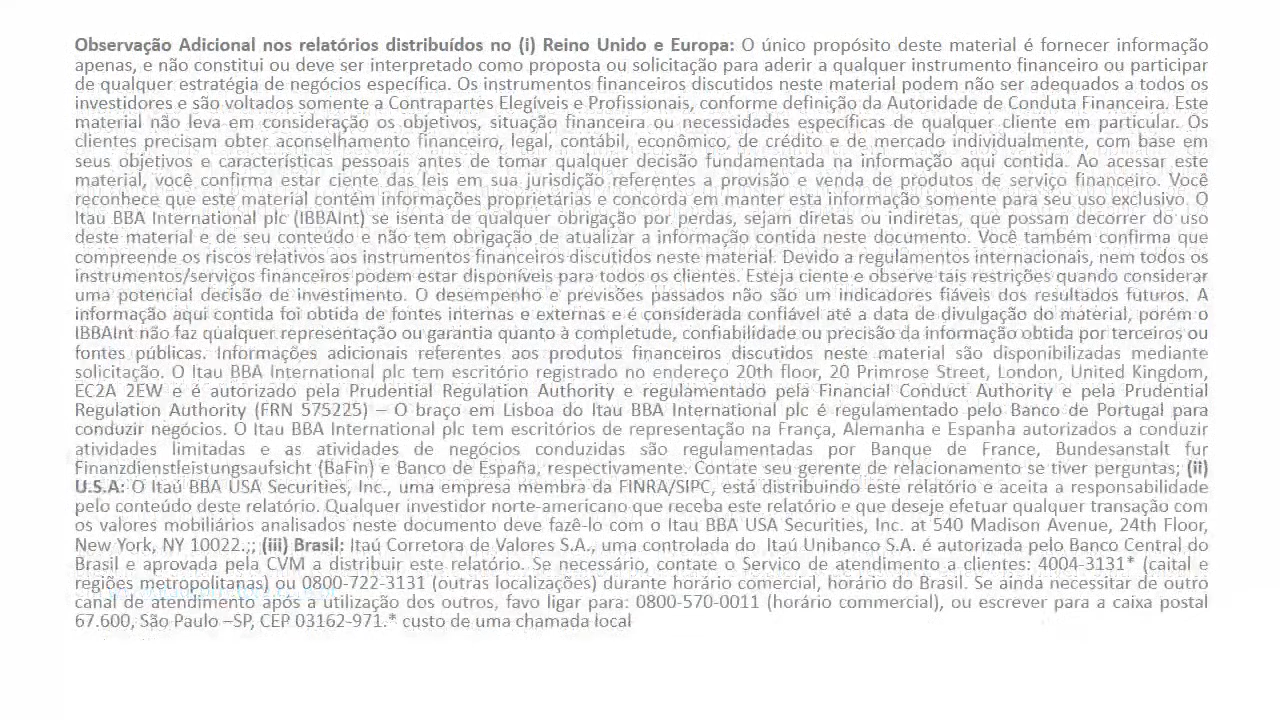 Observação Adicional nos relatórios distribuídos no (i) Reino Unido e Europa: O único propósito deste material é fornecer informação
apenas, e não constitui ou deve ser interpretado como proposta ou solicitação para aderir a qualquer instrumento financeiro ou participar
de qualquer estratégia de negócios específica. Os instrumentos financeiros discutidos neste material podem não ser adequados a todos os
investidores e são voltados somente a Contrapartes Elegíveis e Profissionais, conforme definição da Autoridade de Conduta Financeira. Este
material não leva em consideração os objetivos, situação financeira ou necessidades específicas de qualquer cliente em particular. Os
clientes precisam obter aconselhamento financeiro, legal, contábil, econômico, de crédito e de mercado individualmente, com base em
seus objetivos e características pessoais antes de tomar qualquer decisão fundamentada na informação aqui contida. Ao acessar este
material, você confirma estar ciente das leis em sua jurisdição referentes a provisão e venda de produtos de serviço financeiro. Você
reconhece que este material contém informações proprietárias e concorda em manter esta informação somente para seu uso exclusivo. O
Itau BBA International plc (IBBAInt) se isenta de qualquer obrigação por perdas, sejam diretas ou indiretas, que possam decorrer do uso
deste material e de seu conteúdo e não tem obrigação de atualizar a informação contida neste documento. Você também confirma que
compreende os riscos relativos aos instrumentos financeiros discutidos neste material. Devido a regulamentos internacionais, nem todos os
instrumentos/serviços financeiros podem estar disponíveis para todos os clientes. Esteja ciente e observe tais restrições quando considerar
uma potencial decisão de investimento. O desempenho e previsões passados não são um indicadores fiáveis dos resultados futuros. A
informação aqui contida foi obtida de fontes internas e externas e é considerada confiável até a data de divulgação do material, porém o
IBBAInt não faz qualquer representação ou garantia quanto à completude, confiabilidade ou precisão da informação obtida por terceiros ou
fontes públicas. Informações adicionais referentes aos produtos financeiros discutidos neste material são disponibilizadas mediante
solicitação. O Itau BBA International plc tem escritório registrado no endereço 20th floor, 20 Primrose Street, London, United Kingdom,
EC2A 2EW e é autorizado pela Prudential Regulation Authority e regulamentado pela Financial Conduct Authority e pela Prudential
Regulation Authority (FRN 575225) – O braço em Lisboa do Itau BBA International plc é regulamentado pelo Banco de Portugal para
conduzir negócios. O Itau BBA International plc tem escritórios de representação na França, Alemanha e Espanha autorizados a conduzir
atividades limitadas e as atividades de negócios conduzidas são regulamentadas por Banque de France, Bundesanstalt fur
Finanzdienstleistungsaufsicht (BaFin) e Banco de España, respectivamente. Contate seu gerente de relacionamento se tiver perguntas; (ii)
U.S.A: O Itaú BBA USA Securities, Inc., uma empresa membra da FINRA/SIPC, está distribuindo este relatório e aceita a responsabilidade
pelo conteúdo deste relatório. Qualquer investidor norte-americano que receba este relatório e que deseje efetuar qualquer transação com
os valores mobiliários analisados neste documento deve fazê-lo com o Itau BBA USA Securities, Inc. at 540 Madison Avenue, 24th Floor,
New York, NY 10022.;; (iii) Brasil: Itaú Corretora de Valores S.A., uma controlada do Itaú Unibanco S.A. é autorizada pelo Banco Central do
Brasil e aprovada pela CVM a distribuir este relatório. Se necessário, contate o Servico de atendimento a clientes: 4004-3131* (caital e
regiões metropolitanas) ou 0800-722-3131 (outras localizações) durante horário comercial, horário do Brasil. Se ainda necessitar de outro
canal de atendimento após a utilização dos outros, favo ligar para: 0800-570-0011 (horário commercial), ou escrever para a caixa postal
67.600, São Paulo –SP, CEP 03162-971.* custo de uma chamada local